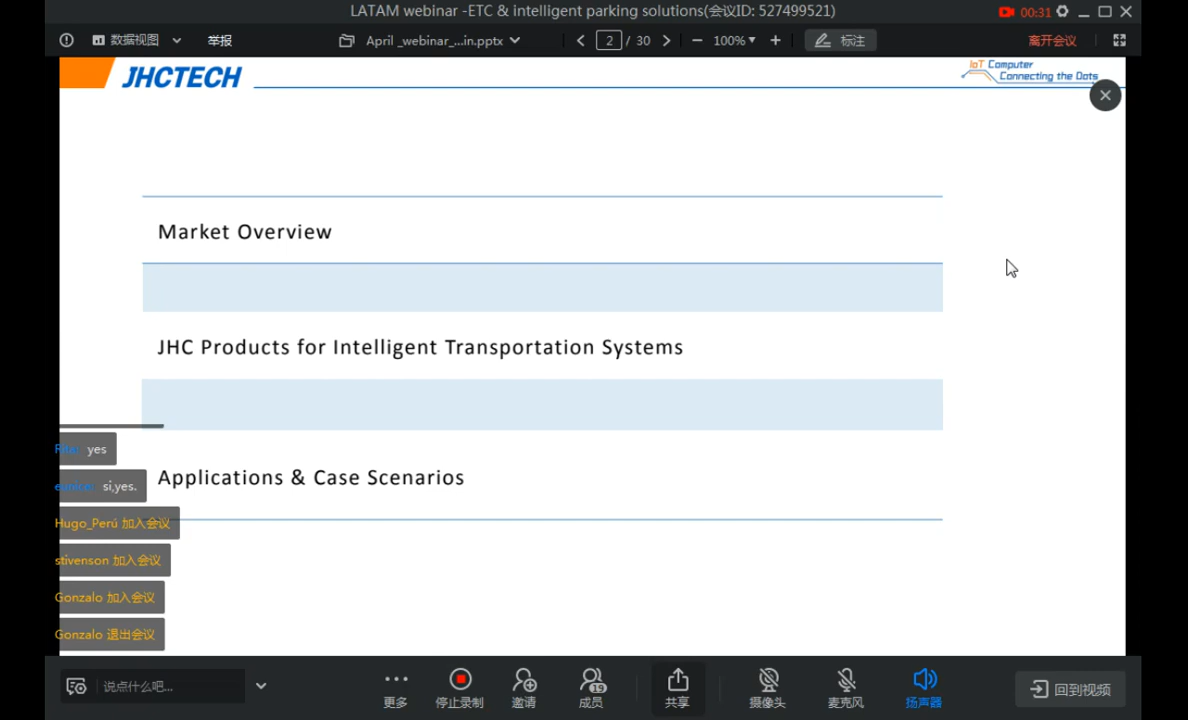 LATAM webinar -ETC & intelligent parking solutions(会议ID: 527499521)
00:31
数据视图
举报
April _webinar_...in.pptx
2 / 30
100%
标注
离开会议
JHCTECH
IoT Computer
Connecting the Dots
Market Overview
JHC Products for Intelligent Transportation Systems
Applications & Case Scenarios
yes
si,yes.
Hugo_Perú 加入会议
stivenson 加入会议
Gonzalo 加入会议
Gonzalo 退出会议
说点什么吧...
更多
停止录制
邀请
19
成员
共享
摄像头
麦克风
扬声器
回到视频